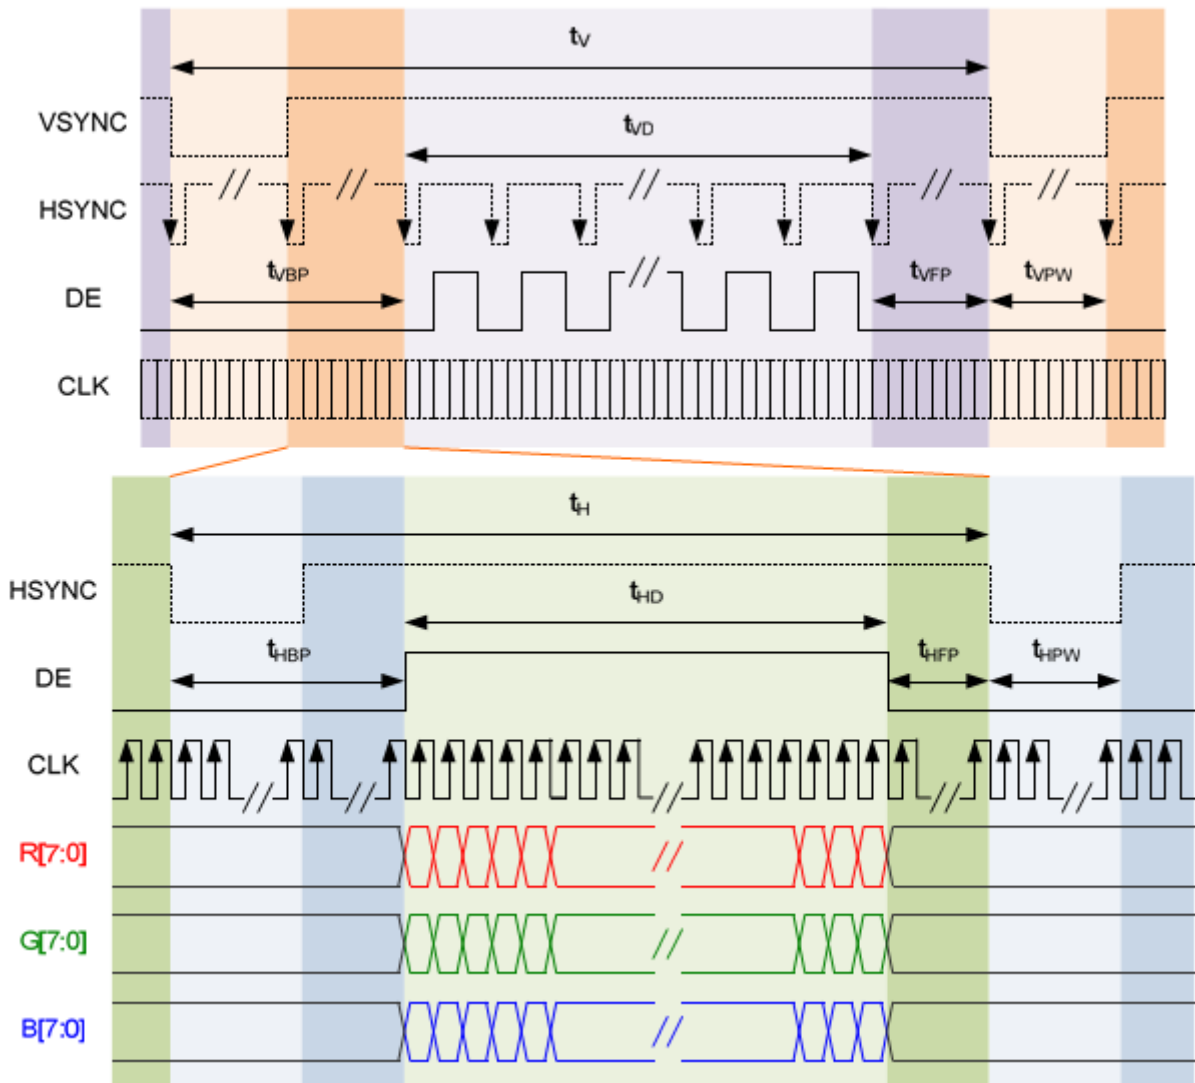 tV
VSYNC
tVD
HSYNC
tVBP
tVFP
tVPW
DE
CLK
tH
HSYNC
tHD
tHBP
tHFP
tHPW
DE
CLK
R[7:0]
G[7:0]
B[7:0]